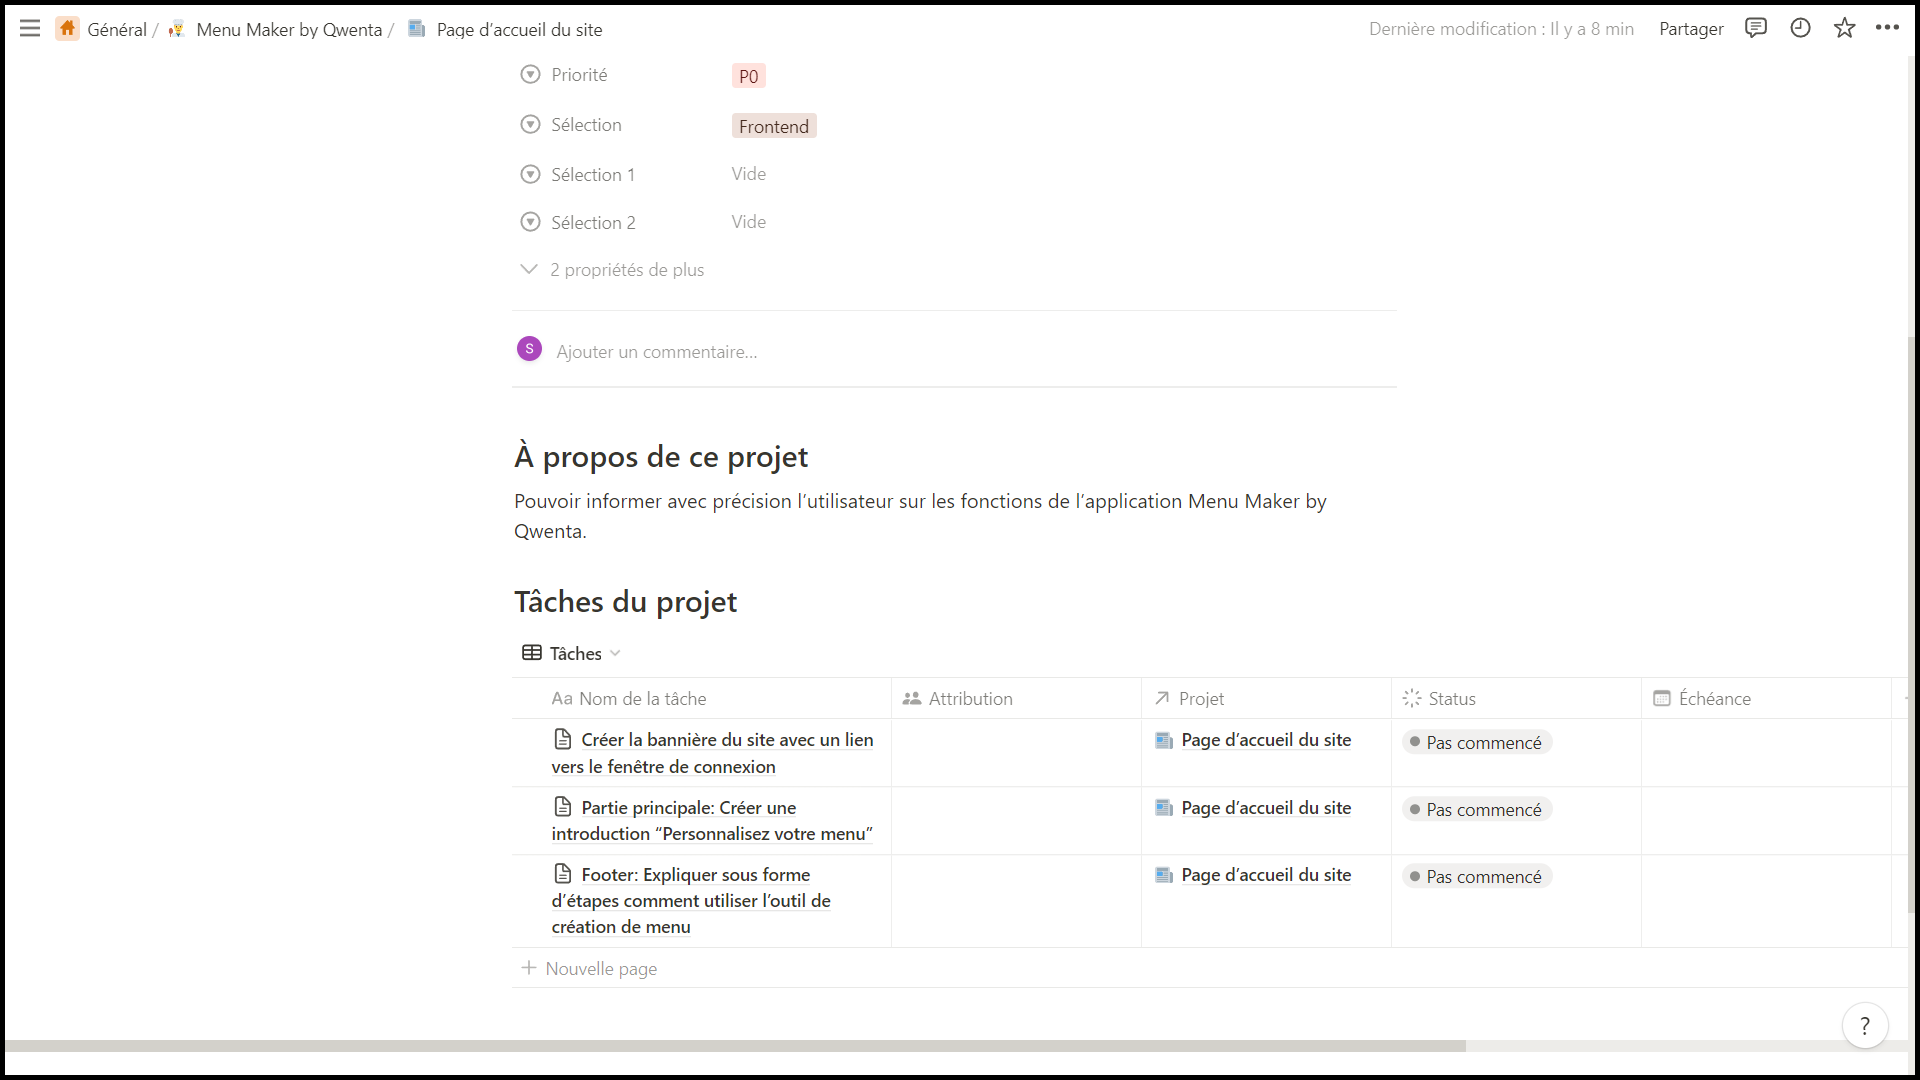 Général / Menu Maker by Qwenta / Page d’accueil du site
Dernière modification : Il y a 8 min Partager
Priorité P0
Sélection Frontend
Sélection 1 Vide
Sélection 2 Vide
2 propriétés de plus
S Ajouter un commentaire…
À propos de ce projet
Pouvoir informer avec précision l’utilisateur sur les fonctions de l’application Menu Maker by
Qwenta.
Tâches du projet
Tâches
Aa Nom de la tâche Attribution Projet Status Échéance
Créer la bannière du site avec un lien
vers le fenêtre de connexion
Page d’accueil du site Pas commencé
Partie principale: Créer une
introduction “Personnalisez votre menu”
Page d’accueil du site Pas commencé
Footer: Expliquer sous forme
d’étapes comment utiliser l’outil de
création de menu
Page d’accueil du site Pas commencé
+ Nouvelle page
?